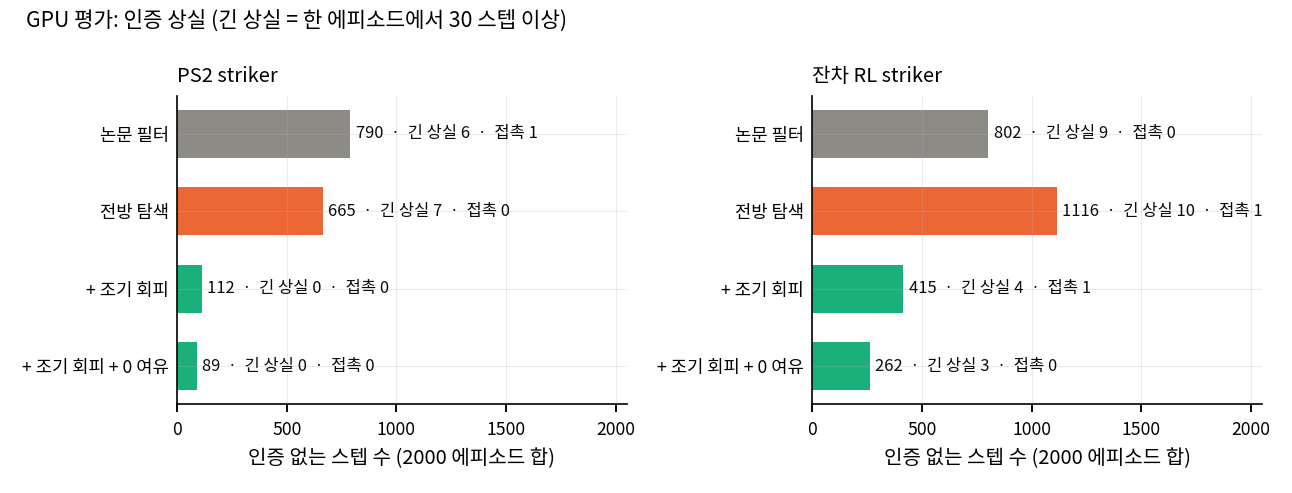 GPU 평가: 인증 상실 (긴 상실 = 한 에피소드에서 30 스텝 이상)
PS2 striker
논문 필터
790 · 긴 상실 6 · 접촉 1
전방 탐색
665 · 긴 상실 7 · 접촉 0
+ 조기 회피
112 · 긴 상실 0 · 접촉 0
+ 조기 회피 + 0 여유
89 · 긴 상실 0 · 접촉 0
0 500 1000 1500 2000
인증 없는 스텝 수 (2000 에피소드 합)
잔차 RL striker
논문 필터
802 · 긴 상실 9 · 접촉 0
전방 탐색
1116 · 긴 상실 10 · 접촉 1
+ 조기 회피
415 · 긴 상실 4 · 접촉 1
+ 조기 회피 + 0 여유
262 · 긴 상실 3 · 접촉 0
0 500 1000 1500 2000
인증 없는 스텝 수 (2000 에피소드 합)